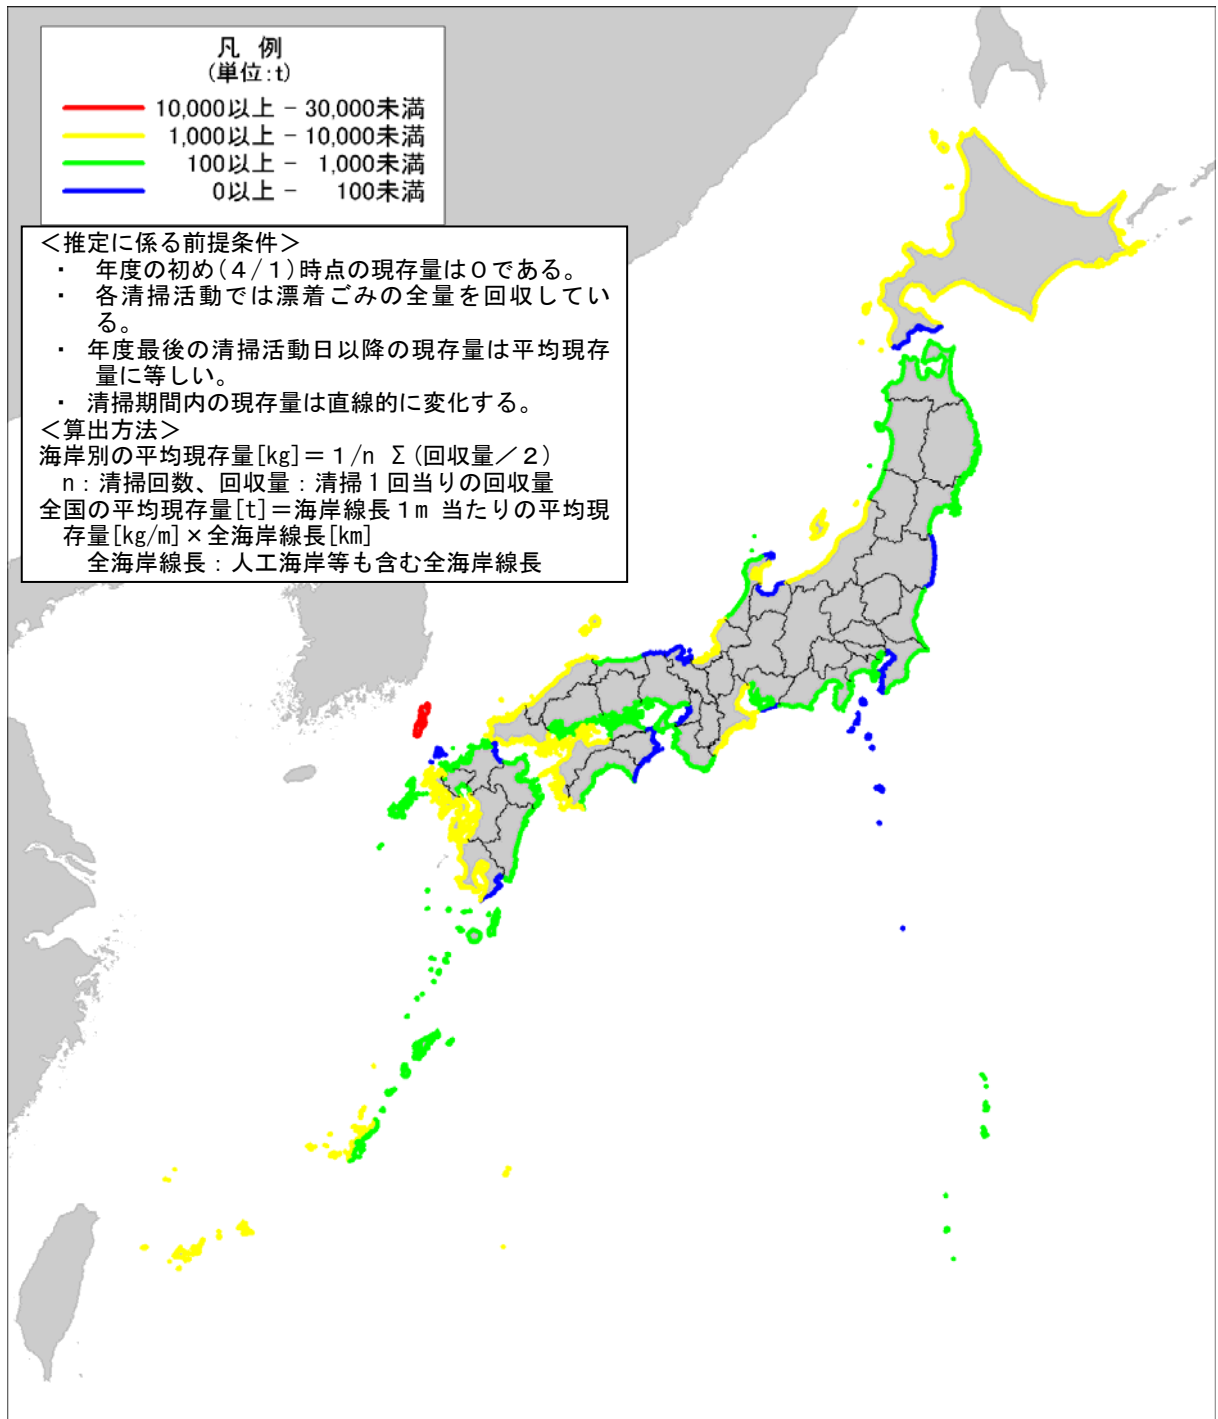 凡 例
(単位:t)
10,000以上 - 30,000未満
1,000以上 - 10,000未満
100以上 - 1,000未満
0以上 - 100未満
＜推定に係る前提条件＞
・ 年度の初め(4/1)時点の現存量は０である。
・ 各清掃活動では漂着ごみの全量を回収してい
る。
・ 年度最後の清掃活動日以降の現存量は平均現存
量に等しい。
・ 清掃期間内の現存量は直線的に変化する。
＜算出方法＞
海岸別の平均現存量[kg]＝1/n Σ(回収量／２)
n：清掃回数、回収量：清掃１回当りの回収量
全国の平均現存量[t]＝海岸線長１m 当たりの平均現
存量[kg/m]×全海岸線長[km]
全海岸線長：人工海岸等も含む全海岸線長